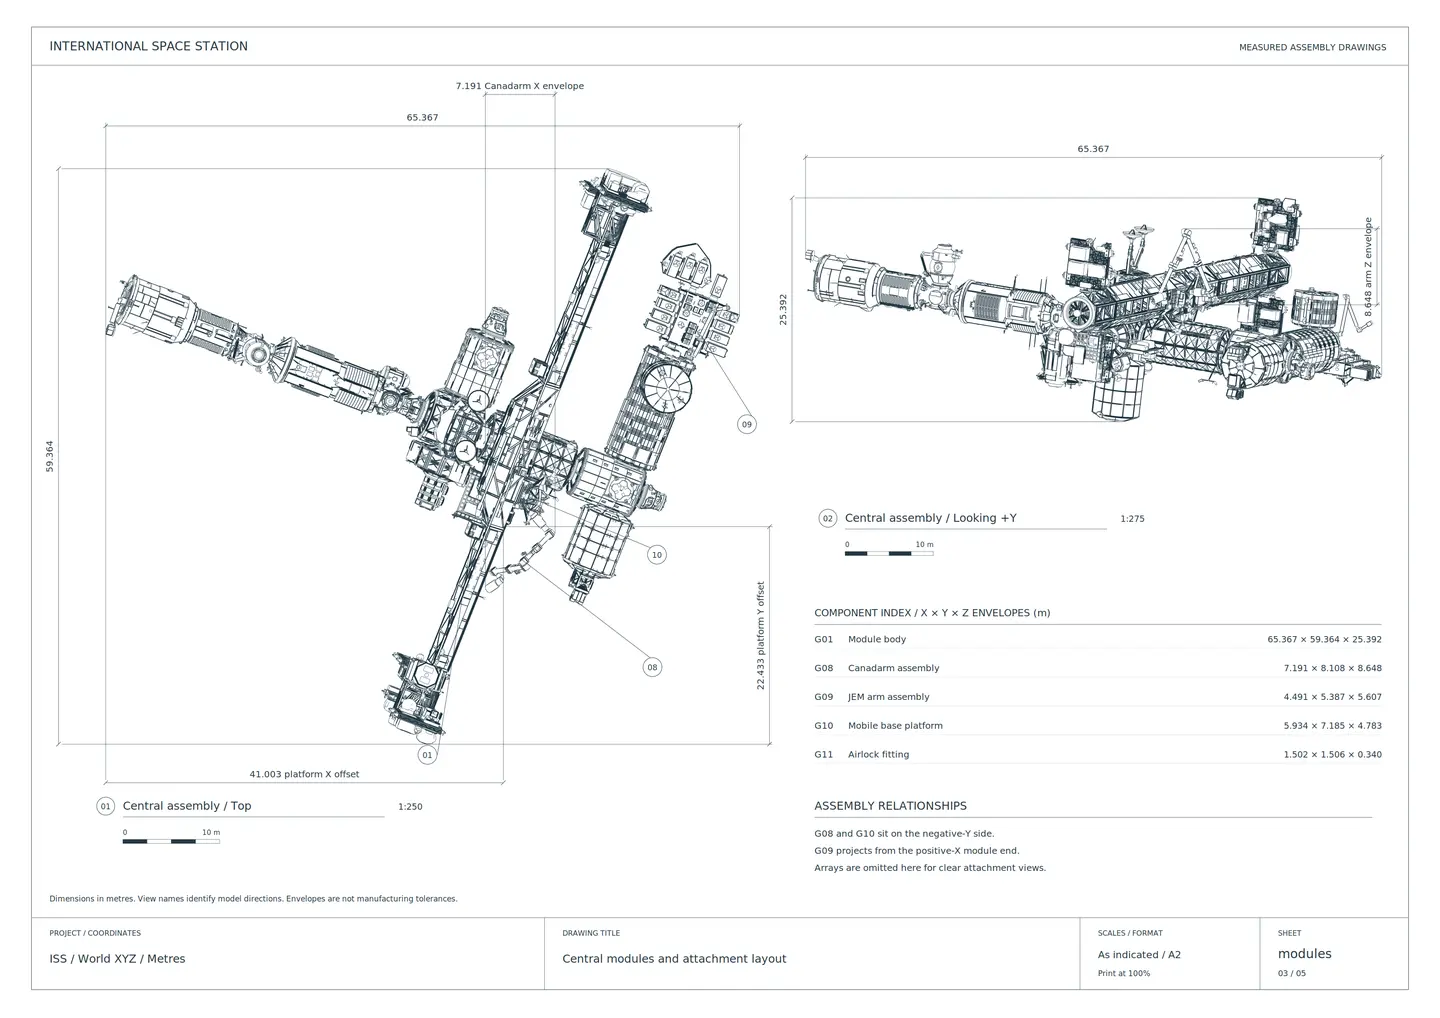 INTERNATIONAL SPACE STATION
MEASURED ASSEMBLY DRAWINGS
7.191 Canadarm X envelope
65.367
59.364
09
10
08
01
22.433 platform Y offset
41.003 platform X offset
01 Central assembly / Top 1:250
0 10 m
65.367
25.392
8.648 arm Z envelope
02 Central assembly / Looking +Y 1:275
0 10 m
COMPONENT INDEX / X × Y × Z ENVELOPES (m)
G01 Module body 65.367 × 59.364 × 25.392
G08 Canadarm assembly 7.191 × 8.108 × 8.648
G09 JEM arm assembly 4.491 × 5.387 × 5.607
G10 Mobile base platform 5.934 × 7.185 × 4.783
G11 Airlock fitting 1.502 × 1.506 × 0.340
ASSEMBLY RELATIONSHIPS
G08 and G10 sit on the negative-Y side.
G09 projects from the positive-X module end.
Arrays are omitted here for clear attachment views.
Dimensions in metres. View names identify model directions. Envelopes are not manufacturing tolerances.
PROJECT / COORDINATES
ISS / World XYZ / Metres
DRAWING TITLE
Central modules and attachment layout
SCALES / FORMAT
As indicated / A2
Print at 100%
SHEET
modules
03 / 05